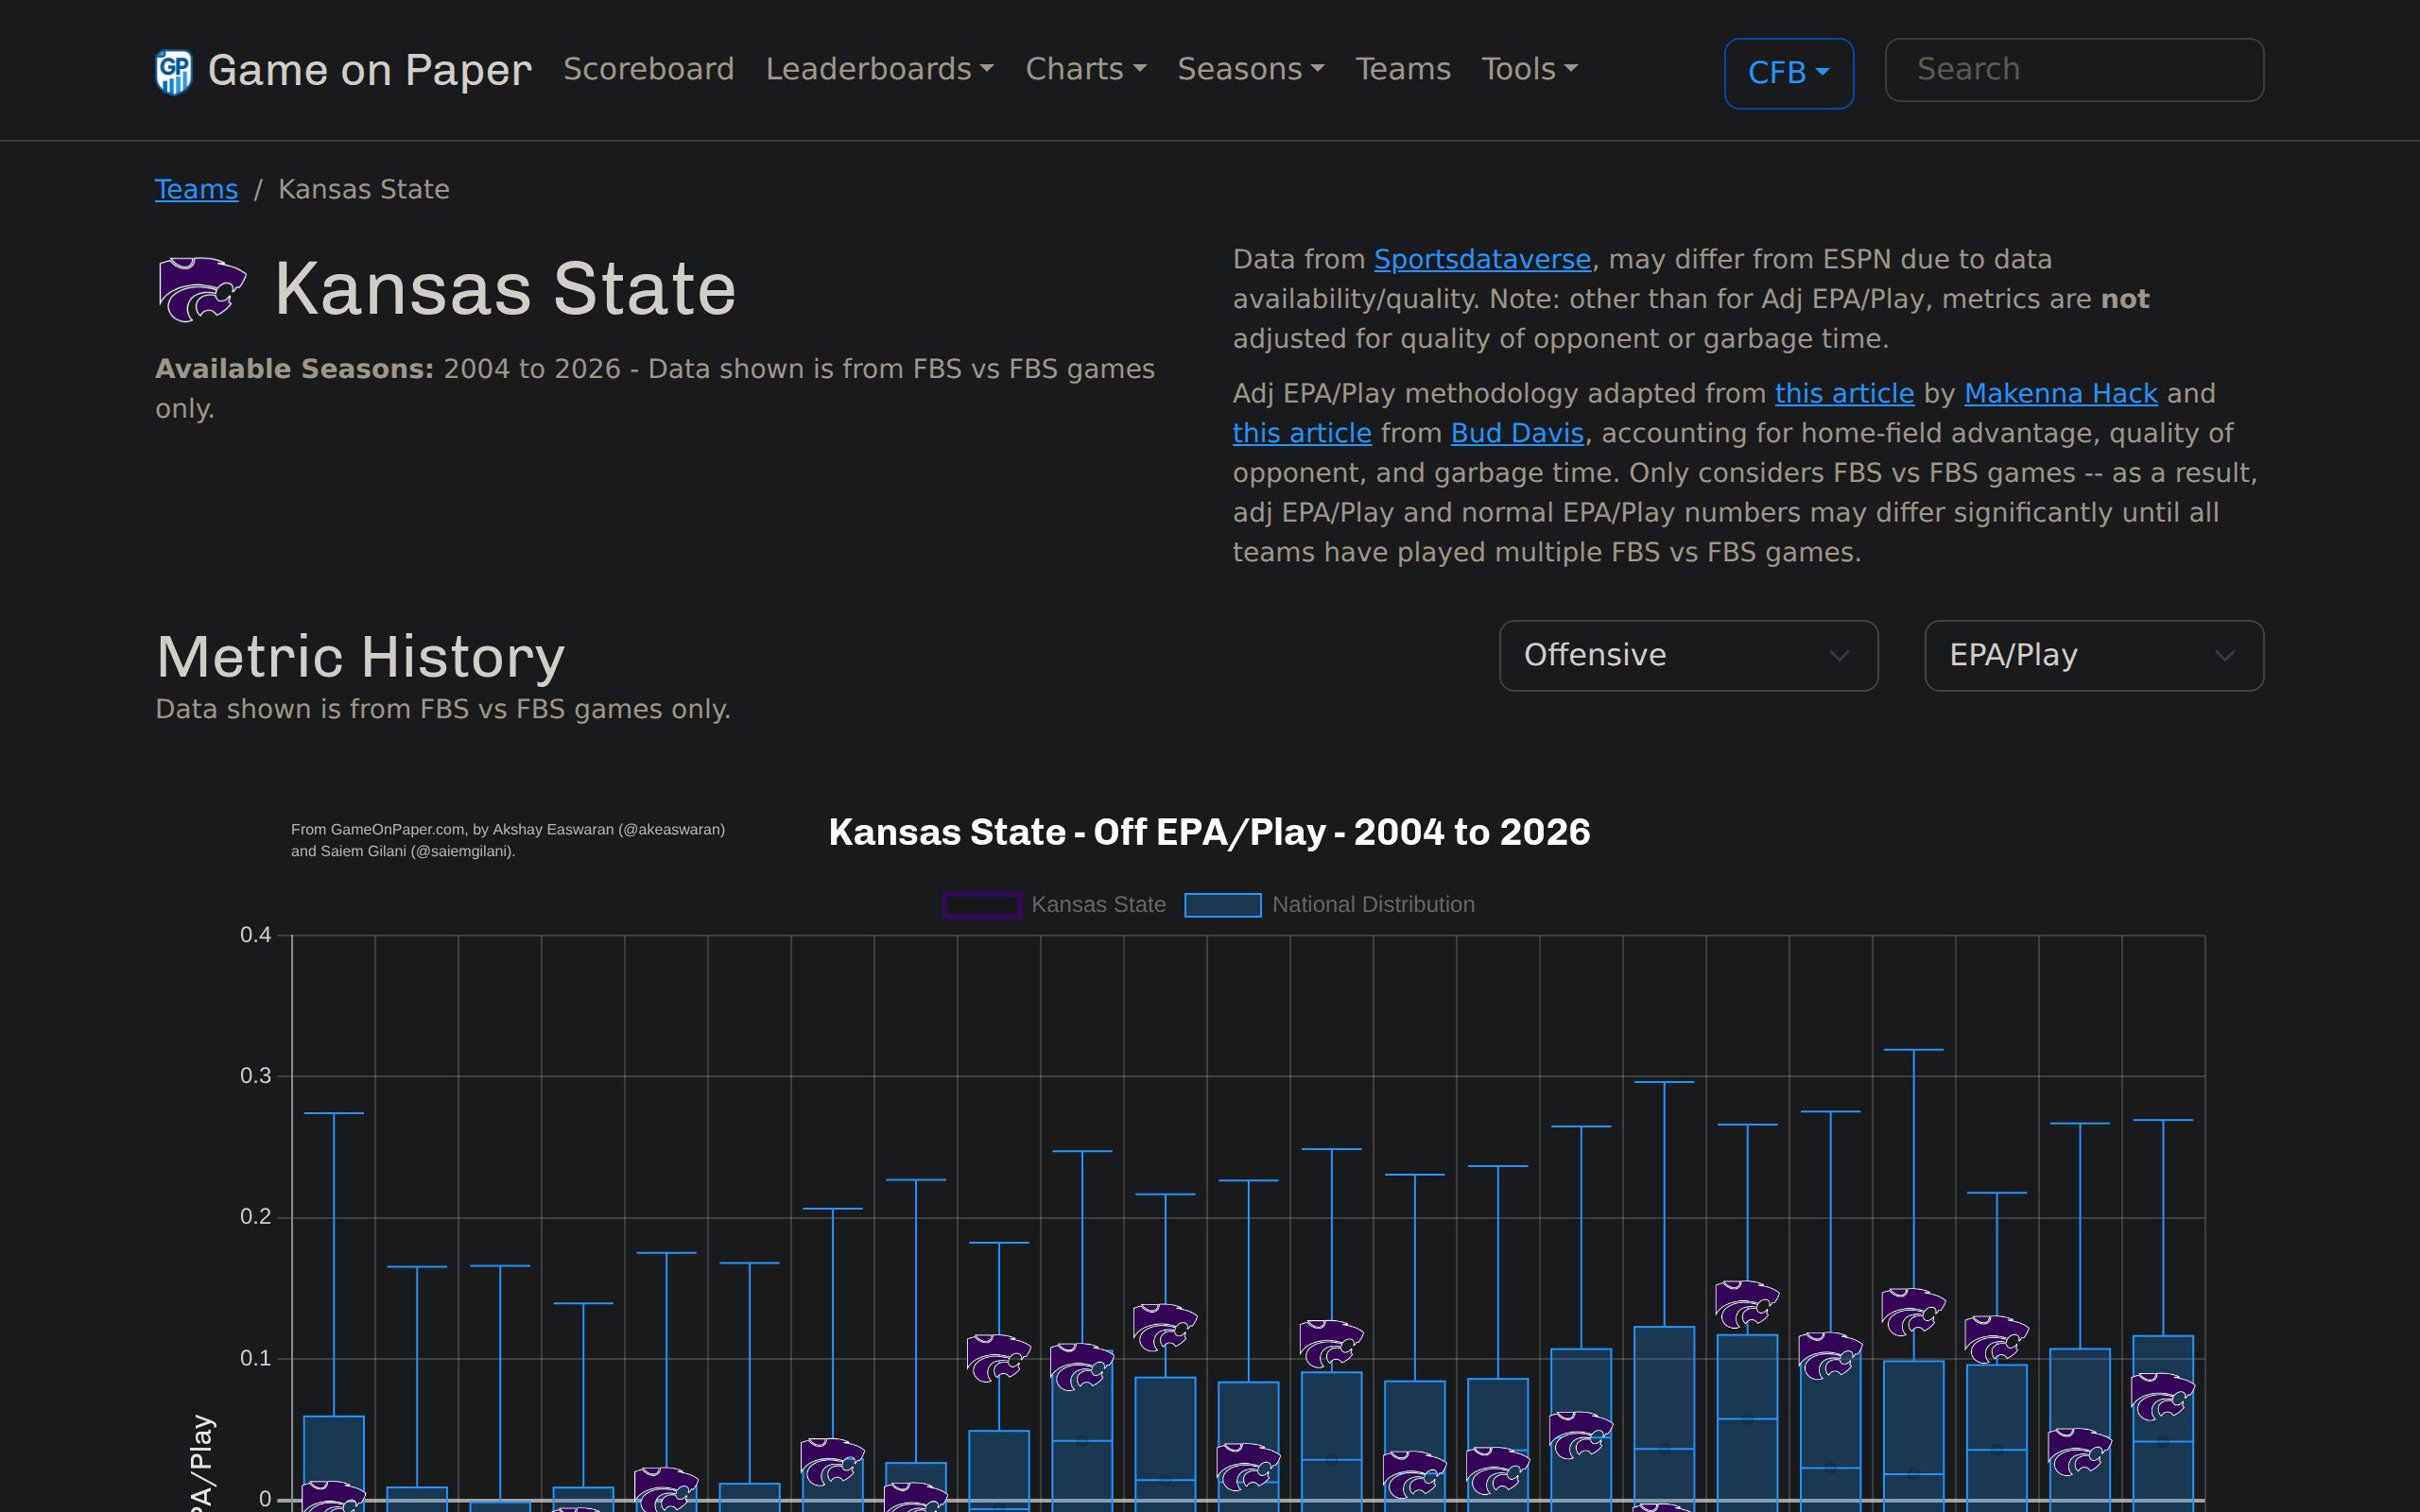 GP Game on Paper Scoreboard Leaderboards Charts Seasons Teams Tools CFB Search
Teams / Kansas State
Kansas State
Available Seasons: 2004 to 2026 - Data shown is from FBS vs FBS games
only.
Data from Sportsdataverse, may differ from ESPN due to data
availability/quality. Note: other than for Adj EPA/Play, metrics are not
adjusted for quality of opponent or garbage time.
Adj EPA/Play methodology adapted from this article by Makenna Hack and
this article from Bud Davis, accounting for home-field advantage, quality of
opponent, and garbage time. Only considers FBS vs FBS games -- as a result,
adj EPA/Play and normal EPA/Play numbers may differ significantly until all
teams have played multiple FBS vs FBS games.
Metric History
Offensive EPA/Play
Data shown is from FBS vs FBS games only.
From GameOnPaper.com, by Akshay Easwaran (@akeaswaran)
and Saiem Gilani (@saiemgilani).
Kansas State - Off EPA/Play - 2004 to 2026
Kansas State National Distribution
0.4
0.3
0.2
0.1
0
PA/Play